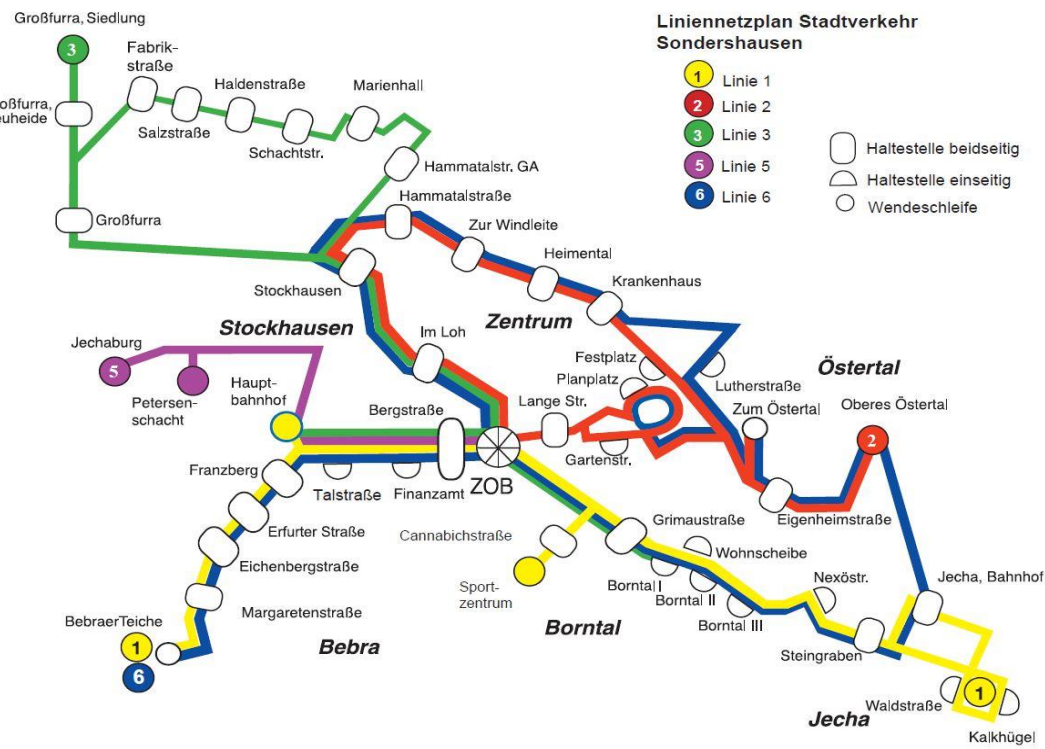 Großfurra, Siedlung
3
Liniennetzplan Stadtverkehr
Sondershausen
1 Linie 1
2 Linie 2
3 Linie 3
5 Linie 5
6 Linie 6
Haltestelle beidseitig
Haltestelle einseitig
Wendeschleife
Fabrik-
straße
Haldenstraße
Marienhall
Salzstraße
Schachtstr.
Hammatalstr. GA
Großfurra
Hammatalstraße
Zur Windleite
Heimental
Krankenhaus
Stockhausen
Stockhausen
Zentrum
Im Loh
Jechaburg
5
Petersen-
schacht
Haupt-
bahnhof
Bergstraße
Festplatz
Planplatz
Lange Str.
Gartenstr.
Lutherstraße
Zum Östertal
Östertal
Oberes Östertal
2
Franzberg
Talstraße
Finanzamt
ZOB
Eigenheimstraße
Erfurter Straße
Cannabichstraße
Grimaustraße
Wohnscheibe
Eichenbergstraße
Sport-
zentrum
Borntal I
Borntal II
Borntal III
Nexöstr.
Jecha, Bahnhof
Margaretenstraße
BebraerTeiche
1
6
Bebra
Borntal
Steingraben
Waldstraße
1
Jecha
Kalkhügel